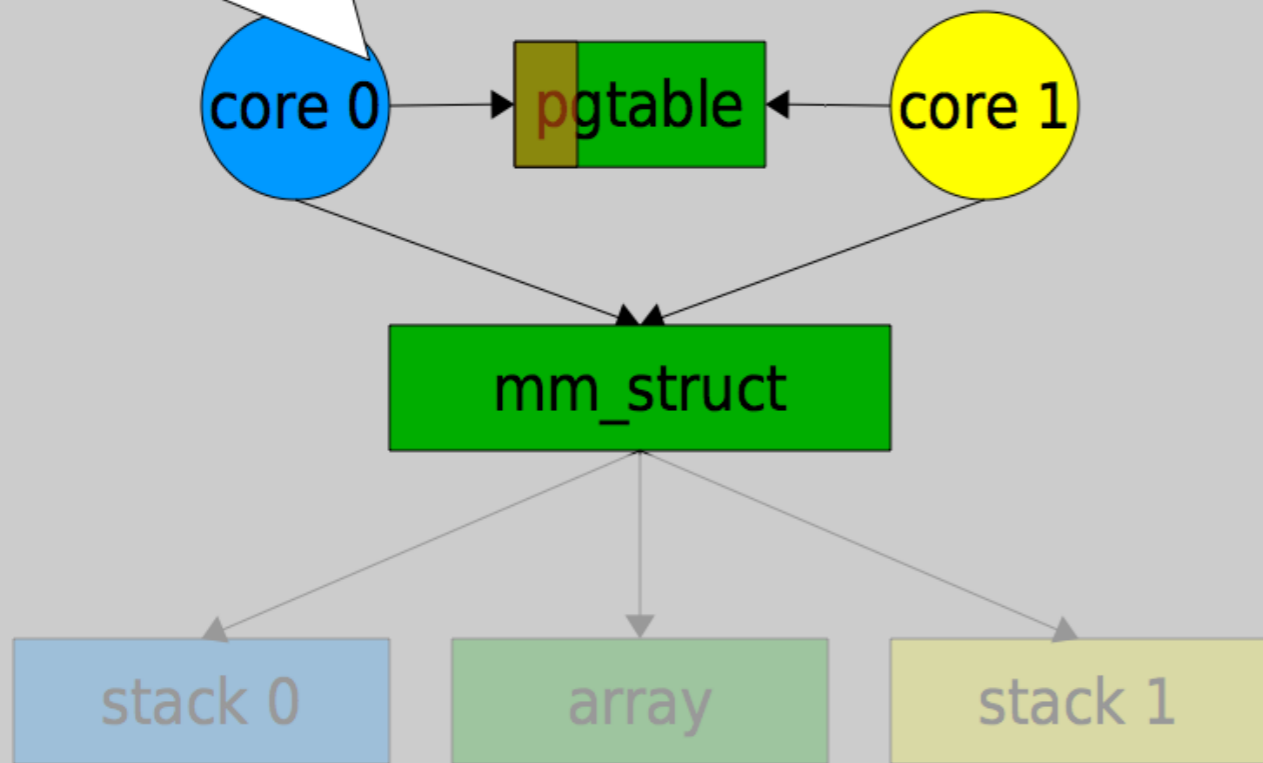 core 0
pgtable
core 1
mm_struct
stack 0
array
stack 1